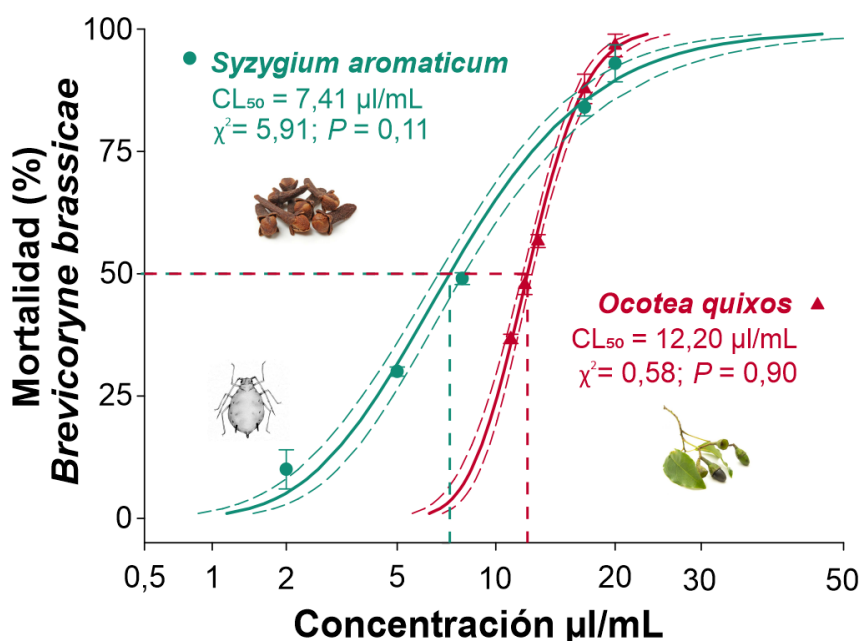 100
75
50
25
0
Mortalidad (%)
Brevicoryne brassicae
Syzygium aromaticum
CL₅₀ = 7,41 µl/mL
χ²= 5,91; P = 0,11
Ocotea quixos
CL₅₀ = 12,20 µl/mL
χ²= 0,58; P = 0,90
0,5 1 2 5 10 20 30 50
Concentración µl/mL